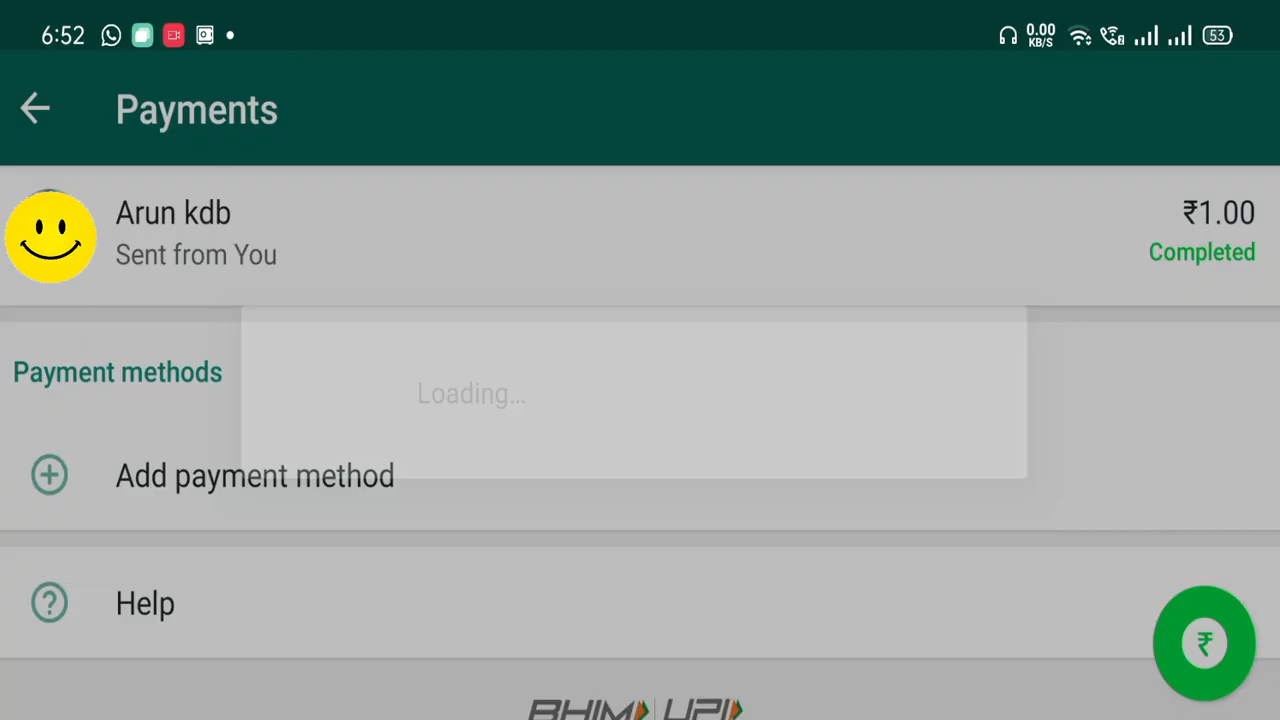 6:52
0.00
KB/S
53
Payments
Arun kdb
₹1.00
Sent from You
Completed
Payment methods
Loading...
Add payment method
Help
₹
BHIM UPI